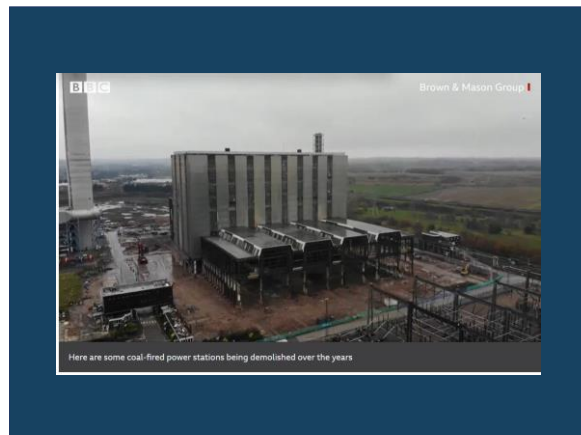 BBC
Brown & Mason Group
Here are some coal-fired power stations being demolished over the years